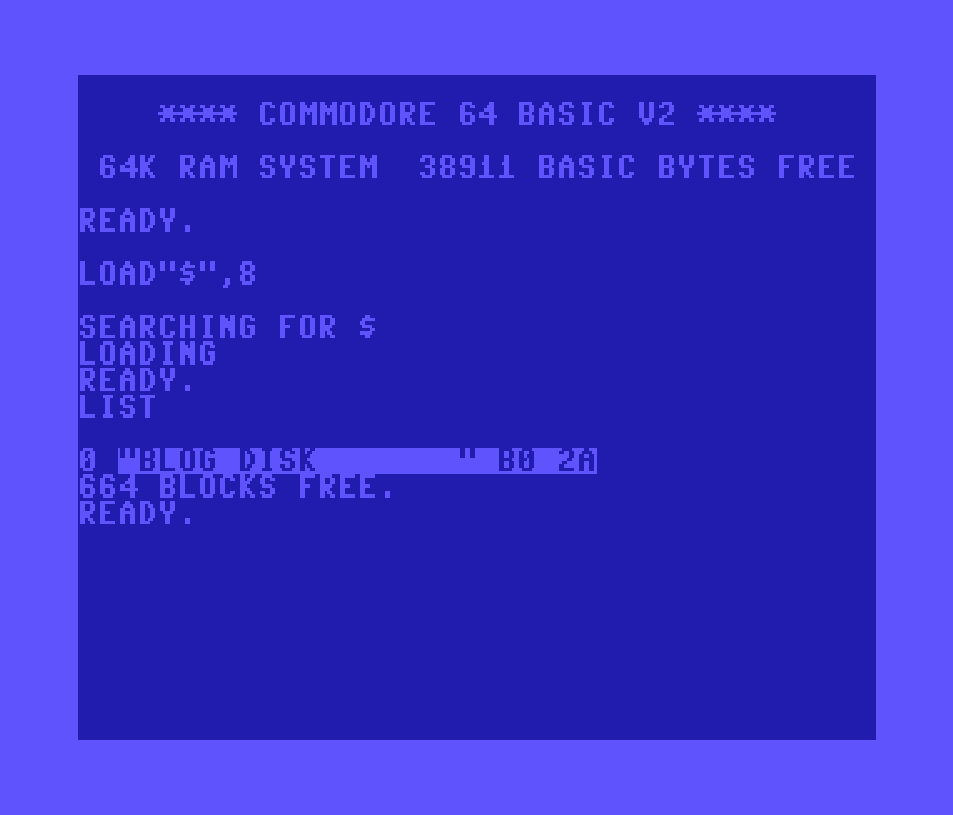 **** COMMODORE 64 BASIC V2 ****
64K RAM SYSTEM  38911 BASIC BYTES FREE
READY.
LOAD"$",8
SEARCHING FOR $
LOADING
READY.
LIST
0 "BLOG DISK       " B0 2A
664 BLOCKS FREE.
READY.